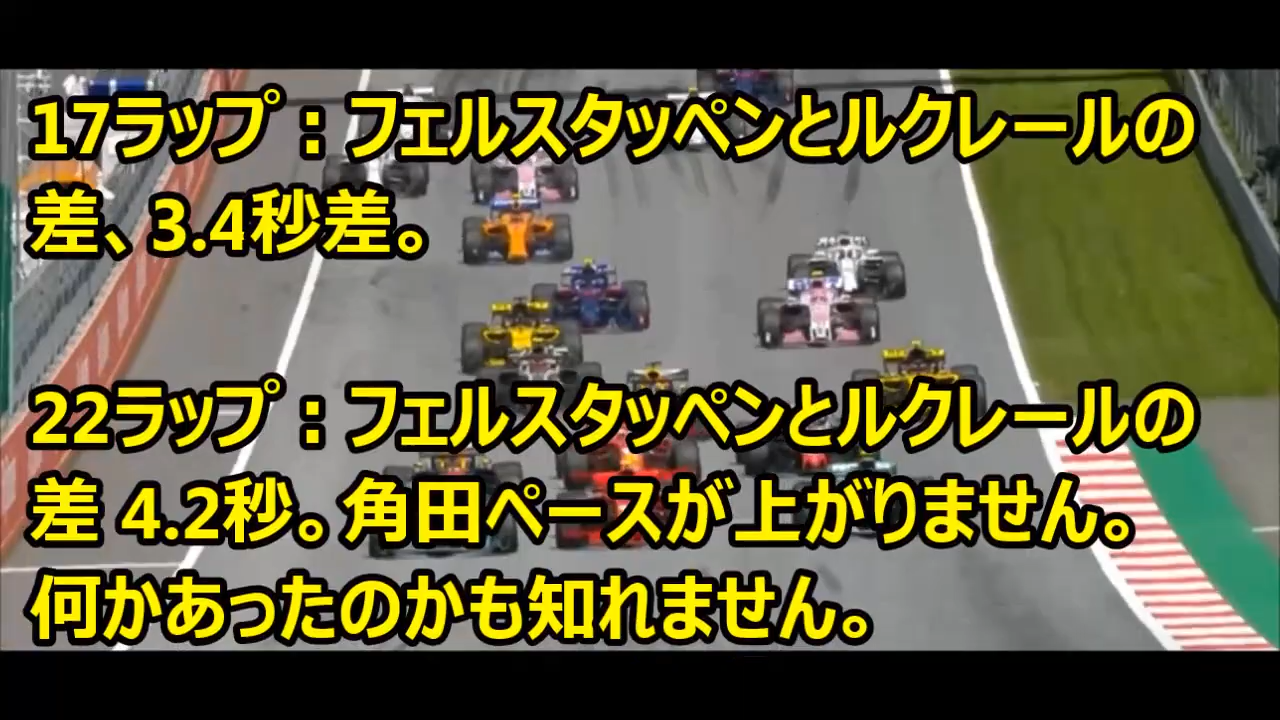 17ラップ：フェルスタッペンとルクレールの
差、3.4秒差。
22ラップ：フェルスタッペンとルクレールの
差 4.2秒。角田ペースが上がりません。
何かあったのかも知れません。